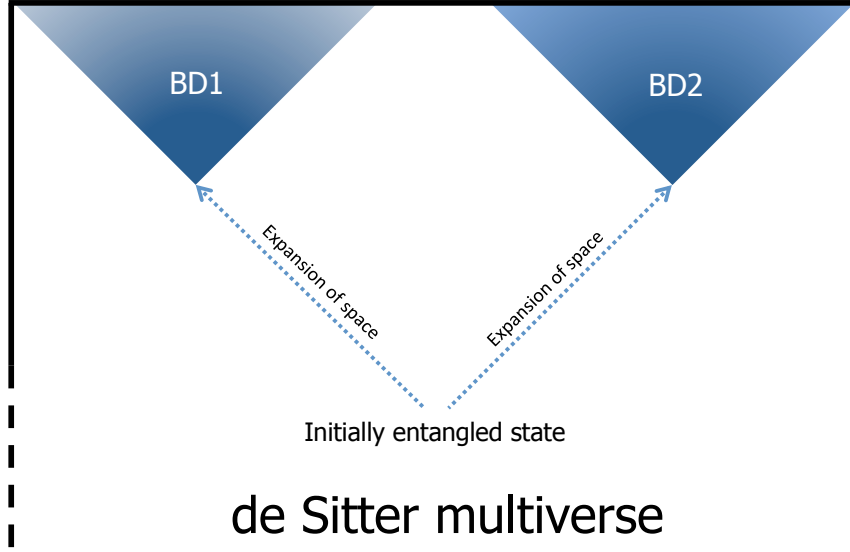 BD1
BD2
Expansion of space
Expansion of space
Initially entangled state
de Sitter multiverse